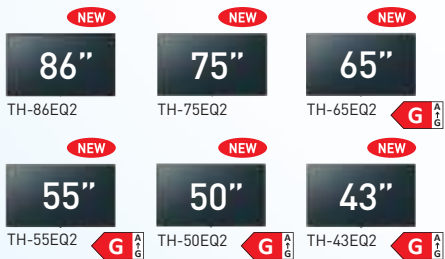 NEW NEW NEW
86” 75” 65”
TH-86EQ2 TH-75EQ2 TH-65EQ2 G A↑G
NEW NEW NEW
55” 50” 43”
TH-55EQ2 G A↑G TH-50EQ2 G A↑G TH-43EQ2 G A↑G